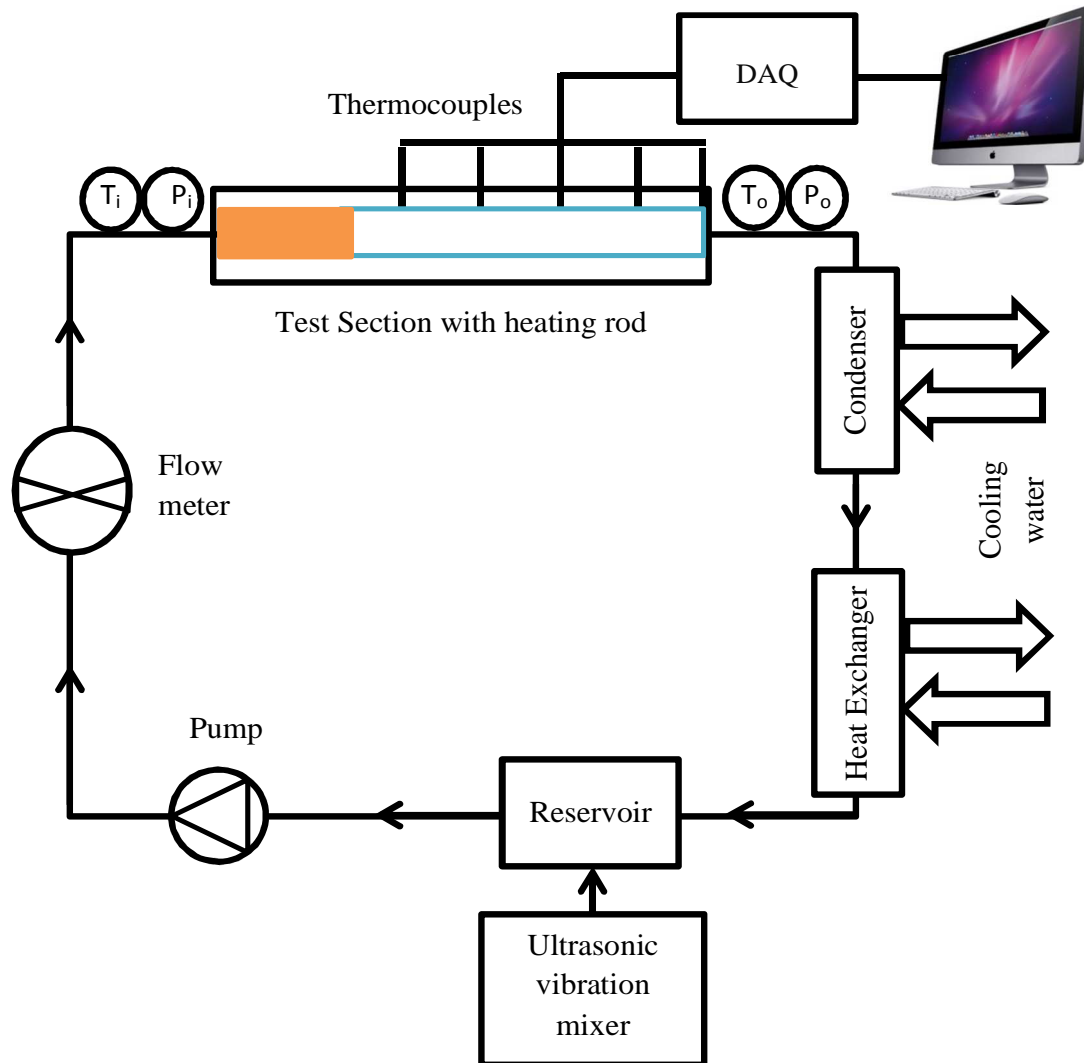 DAQ
Thermocouples
Tᵢ
Pᵢ
Tₒ
Pₒ
Test Section with heating rod
Condenser
Flow
meter
Cooling
water
Heat Exchanger
Pump
Reservoir
Ultrasonic
vibration
mixer